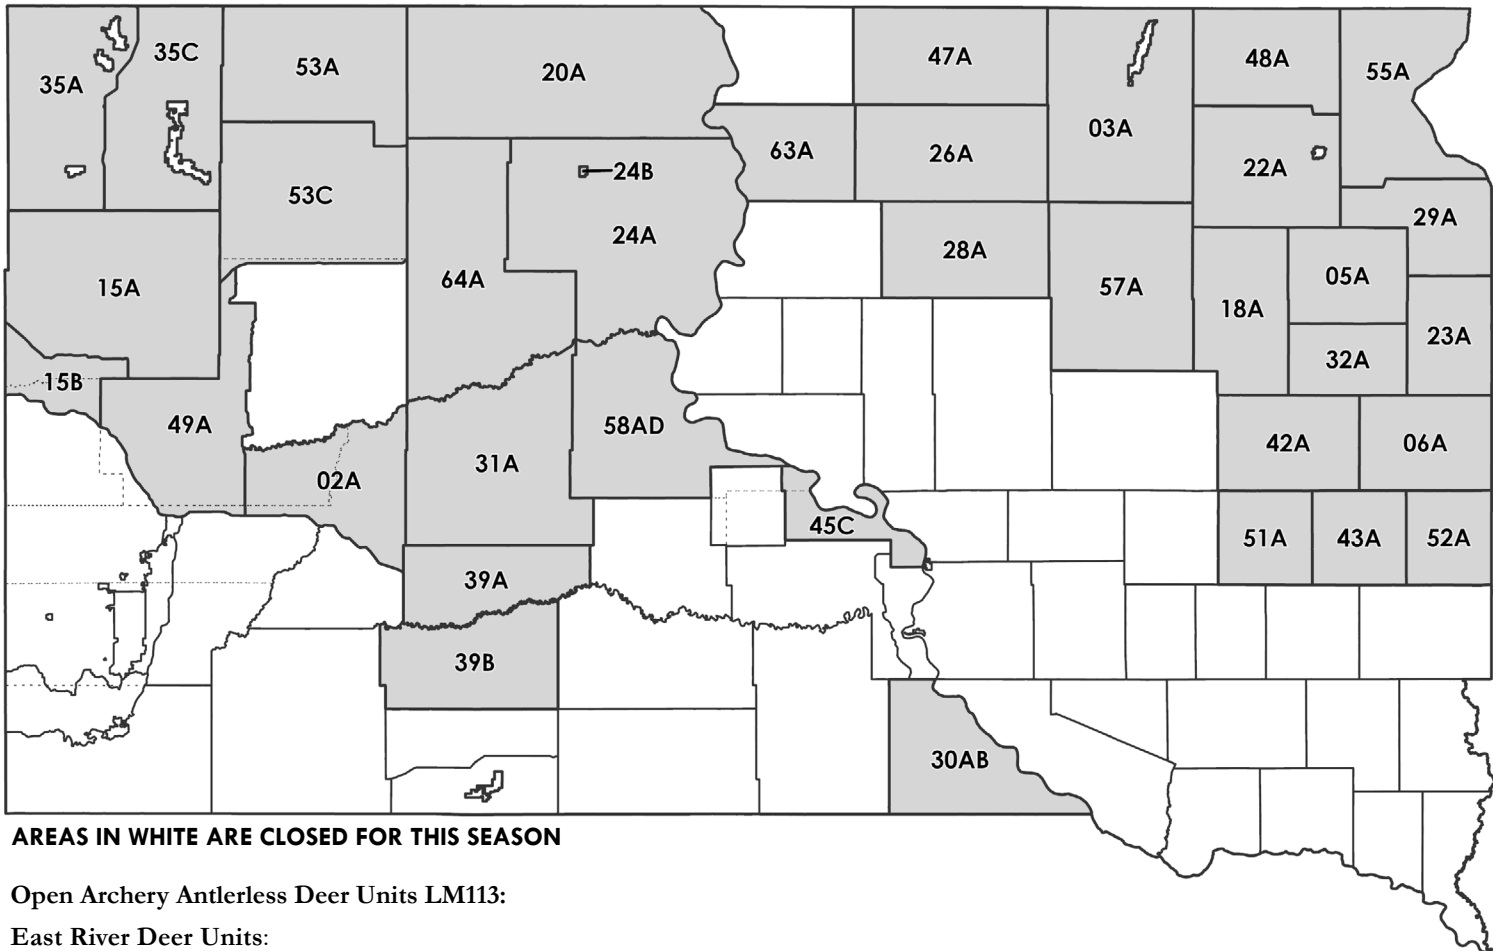 35A
35C
53A
20A
47A
03A
48A
55A
53C
24B
24A
63A
26A
22A
29A
15A
64A
28A
57A
18A
05A
23A
32A
15B
49A
02A
31A
58AD
42A
06A
45C
51A
43A
52A
39A
39B
30AB
AREAS IN WHITE ARE CLOSED FOR THIS SEASON
Open Archery Antlerless Deer Units LM113:
East River Deer Units: